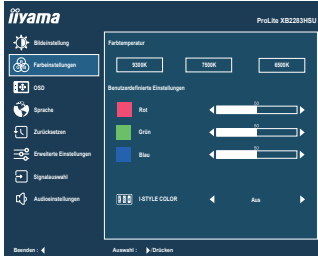 iiyama
ProLite XB2283HSU
Bildeinstellung
Farbeinstellungen
OSD
Sprache
Zurücksetzen
Erweiterte Einstellungen
Signalauswahl
Audioeinstellungen
Farbtemperatur
9300K 7500K 6500K
Benutzerdefinierte Einstellungen
Rot 50
Grün 50
Blau 50
I-STYLE COLOR Aus
Beenden : Auswahl : /Drücken